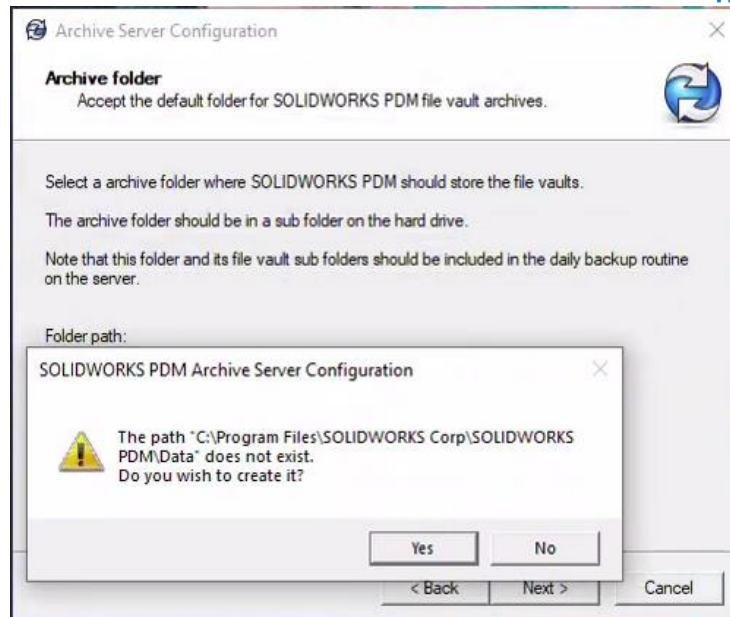 Archive Server Configuration
Archive folder
Accept the default folder for SOLIDWORKS PDM file vault archives.
Select a archive folder where SOLIDWORKS PDM should store the file vaults.
The archive folder should be in a sub folder on the hard drive.
Note that this folder and its file vault sub folders should be included in the daily backup routine
on the server.
Folder path:
SOLIDWORKS PDM Archive Server Configuration
The path "C:\Program Files\SOLIDWORKS Corp\SOLIDWORKS
PDM\Data" does not exist.
Do you wish to create it?
Yes No
< Back Next > Cancel